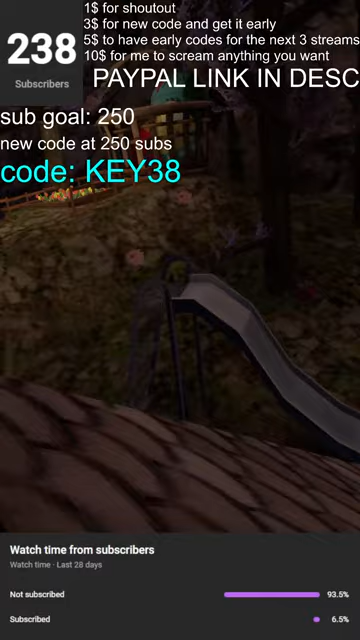 1$ for shoutout
3$ for new code and get it early
5$ to have early codes for the next 3 streams
10$ for me to scream anything you want
PAYPAL LINK IN DESC
238
Subscribers
sub goal: 250
new code at 250 subs
code: KEY38
Watch time from subscribers
Watch time · Last 28 days
Not subscribed 93.5%
Subscribed 6.5%